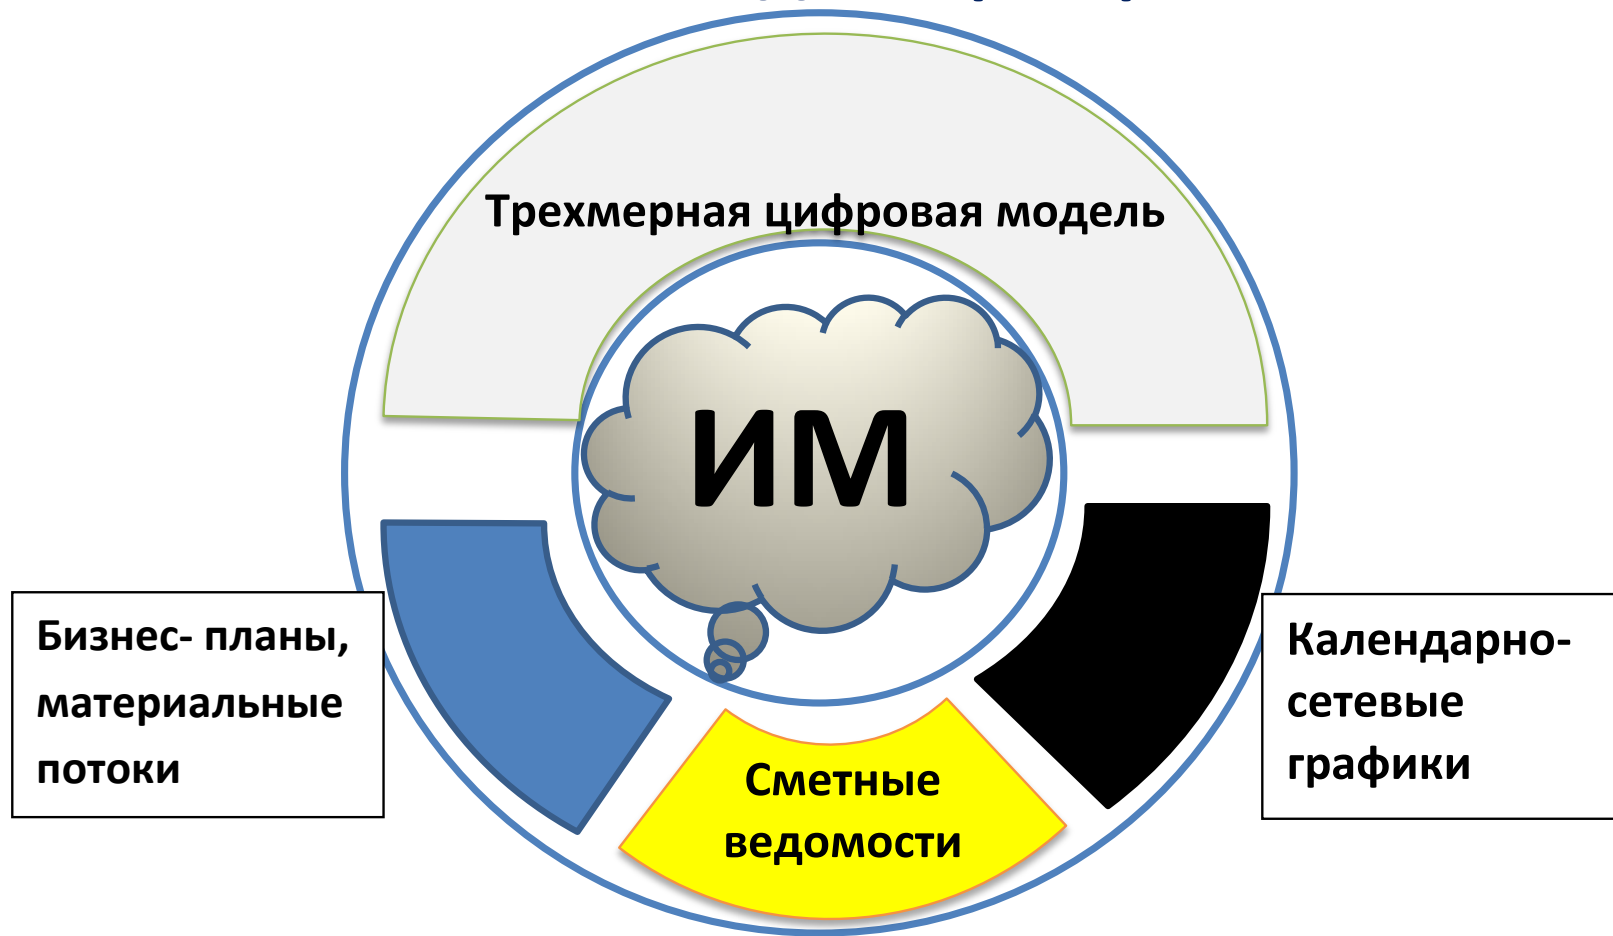 Трехмерная цифровая модель
ИМ
Бизнес- планы,
материальные
потоки
Сметные
ведомости
Календарно-
сетевые
графики